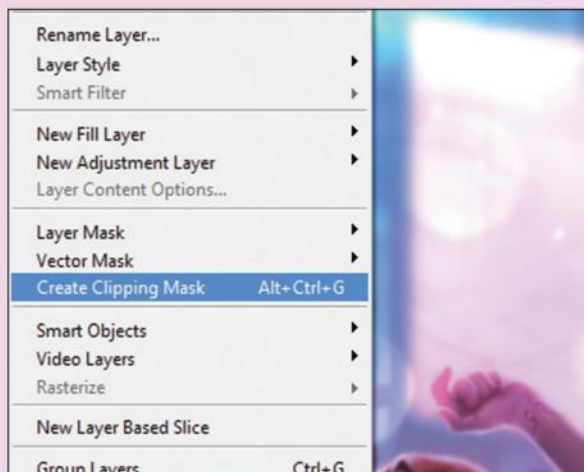 Rename Layer...
Layer Style
Smart Filter
New Fill Layer
New Adjustment Layer
Layer Content Options...
Layer Mask
Vector Mask
Create Clipping Mask Alt+Ctrl+G
Smart Objects
Video Layers
Rasterize
New Layer Based Slice
Group Layers Ctrl+G